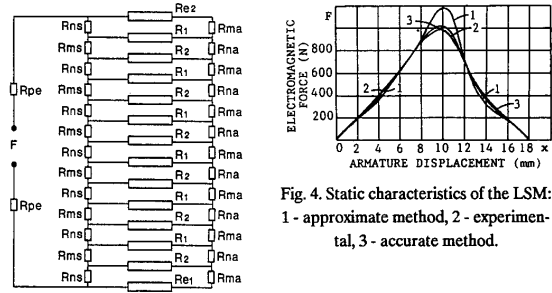 Re2
Rns R1 Rma
Rms R2 Rna
Rns R1 Rma
Rpe Rms R2 Rna
Rns R1 Rma
Rms R2 Rna
F Rns R1 Rma
Rms R2 Rna
Rpe Rns R1 Rma
Rms R2 Rna
Rns R1 Rma
Rms R2 Rna
Rns Re1 Rma
ELECTROMAGNETIC
FORCE (N)
F
800
600
400
200
3
1
2
2
1
1
3
0 2 4 6 8 10 12 14 16 18 x
ARMATURE DISPLACEMENT (mm)
Fig. 4. Static characteristics of the LSM:
1 - approximate method, 2 - experimen-
tal, 3 - accurate method.